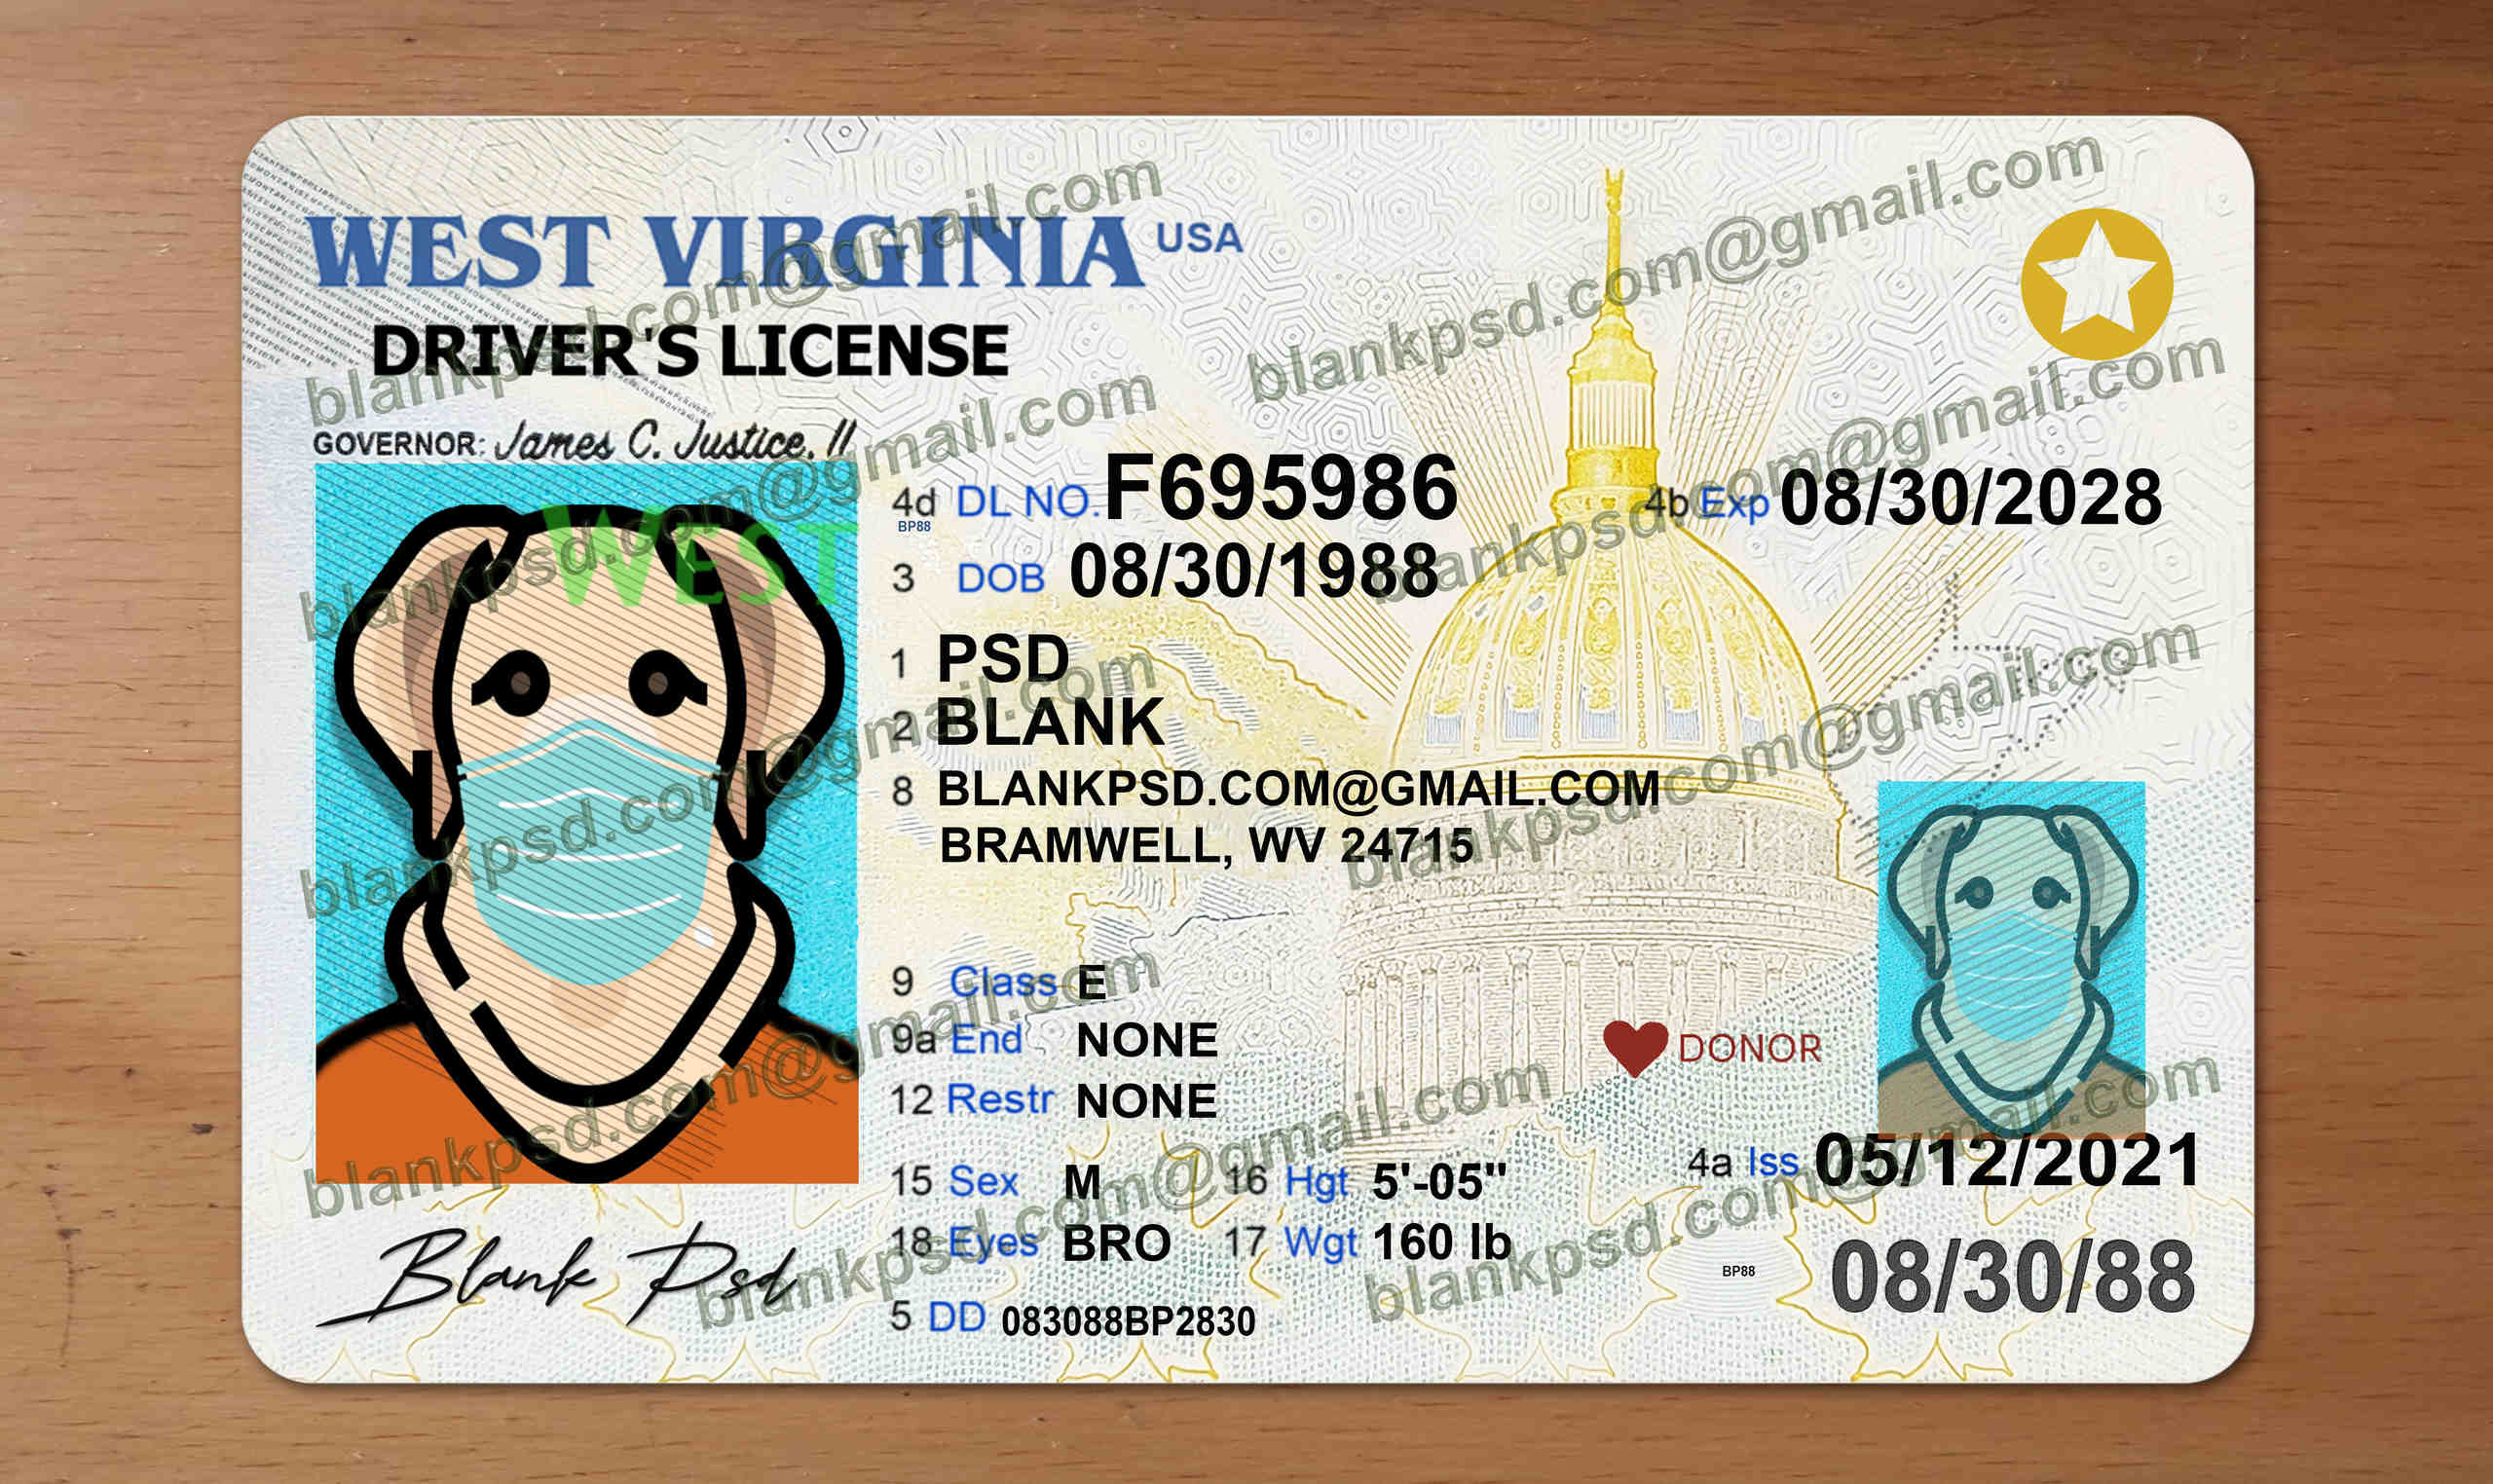 WEST VIRGINIA USA
DRIVER'S LICENSE
GOVERNOR: James C. Justice, II
4d DL NO. F695986
4b Exp 08/30/2028
BP88
3 DOB 08/30/1988
WEST
1 PSD
2 BLANK
8 BLANKPSD.COM@GMAIL.COM
BRAMWELL, WV 24715
9 Class E
9a End NONE
12 Restr NONE
DONOR
15 Sex M 16 Hgt 5'-05"
4a Iss 05/12/2021
18 Eyes BRO 17 Wgt 160 lb
BP88
08/30/88
5 DD 083088BP2830
Blank Psd
blankpsd.com@gmail.com
blankpsd.com@gmail.com
blankpsd.com@gmail.com
blankpsd.com@gmail.com
blankpsd.com@gmail.com
blankpsd.com@gmail.com
blankpsd.com@gmail.com
blankpsd.com@gmail.com
blankpsd.com@gmail.com